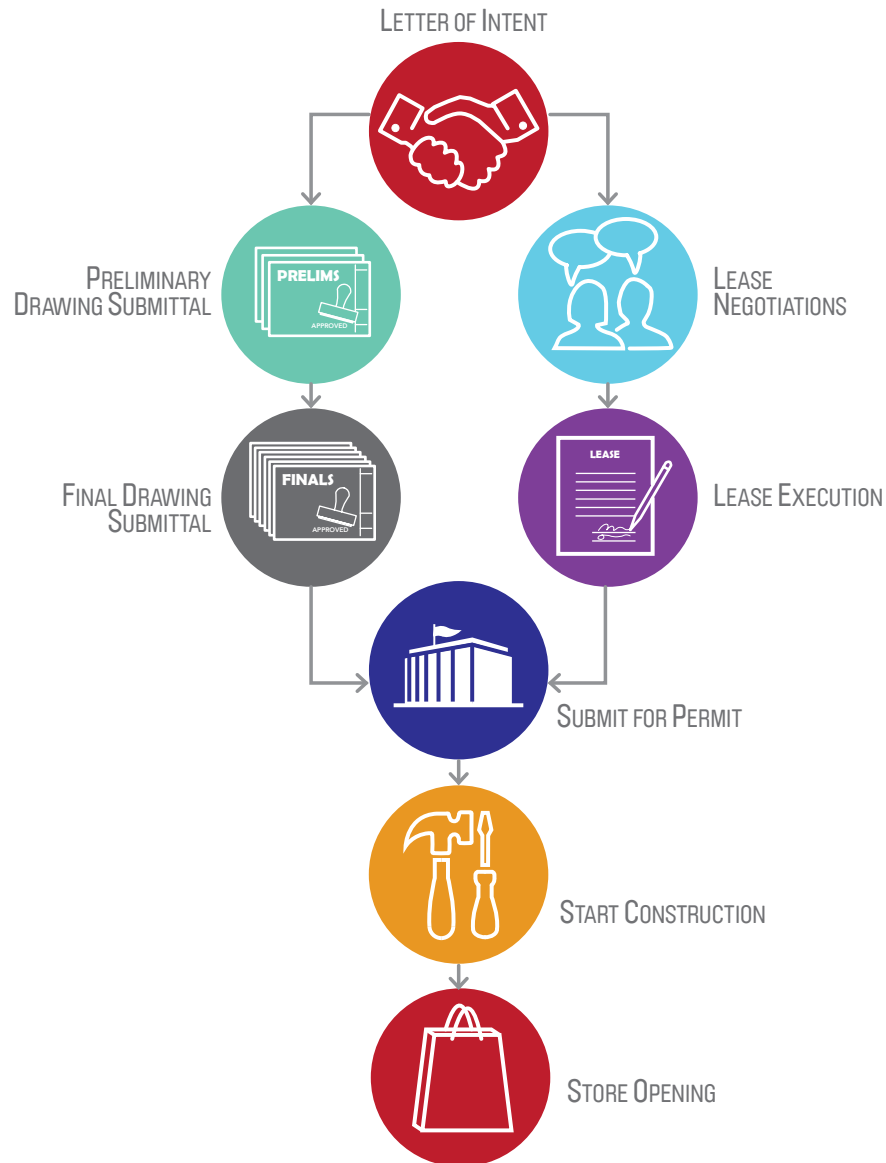 LETTER OF INTENT
PRELIMINARY
DRAWING SUBMITTAL
PRELIMS
APPROVED
LEASE
NEGOTIATIONS
FINAL DRAWING
SUBMITTAL
FINALS
APPROVED
LEASE
LEASE EXECUTION
SUBMIT FOR PERMIT
START CONSTRUCTION
STORE OPENING